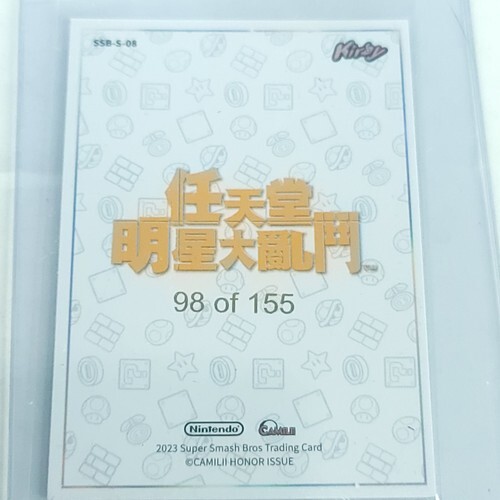 SSB-S-08
Kirby
任天堂
明星大亂鬥
98 of 155
Nintendo
CAMILII
2023 Super Smash Bros Trading Card
©CAMILII HONOR ISSUE